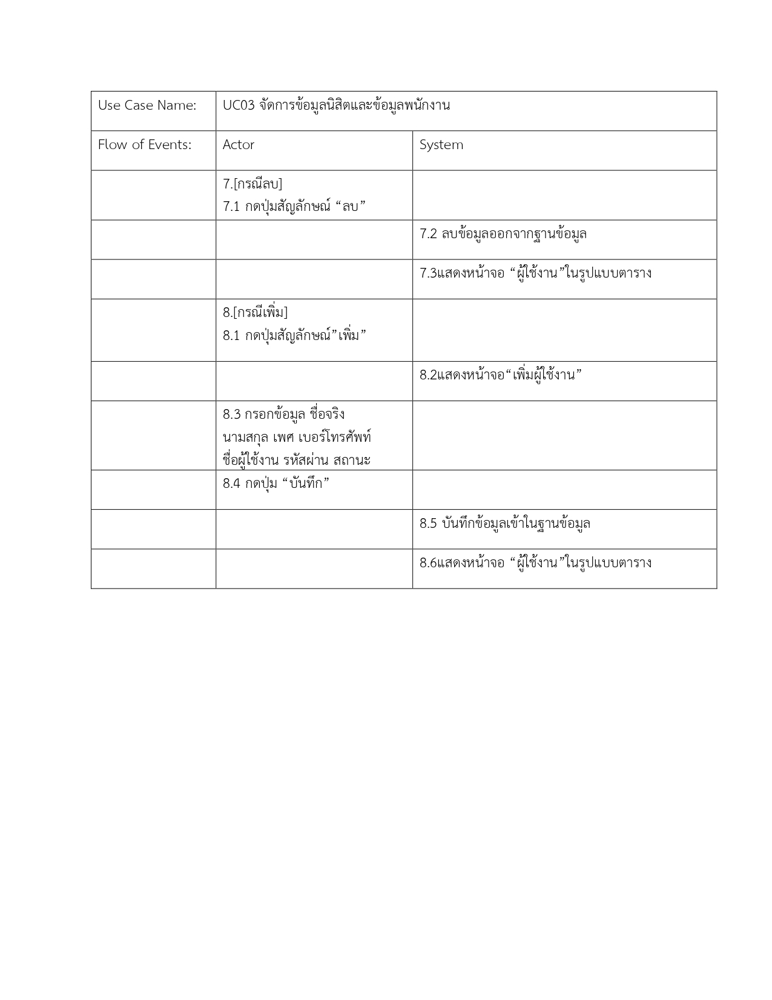 Use Case Name: UC03 จัดการข้อมูลนิสิตและข้อมูลพนักงาน
Flow of Events: Actor System
7.[กรณีลบ]
7.1 กดปุ่มสัญลักษณ์ “ลบ”
7.2 ลบข้อมูลออกจากฐานข้อมูล
7.3แสดงหน้าจอ “ผู้ใช้งาน”ในรูปแบบตาราง
8.[กรณีเพิ่ม]
8.1 กดปุ่มสัญลักษณ์”เพิ่ม”
8.2แสดงหน้าจอ“เพิ่มผู้ใช้งาน”
8.3 กรอกข้อมูล ชื่อจริง
นามสกุล เพศ เบอร์โทรศัพท์
ชื่อผู้ใช้งาน รหัสผ่าน สถานะ
8.4 กดปุ่ม “บันทึก”
8.5 บันทึกข้อมูลเข้าในฐานข้อมูล
8.6แสดงหน้าจอ “ผู้ใช้งาน”ในรูปแบบตาราง